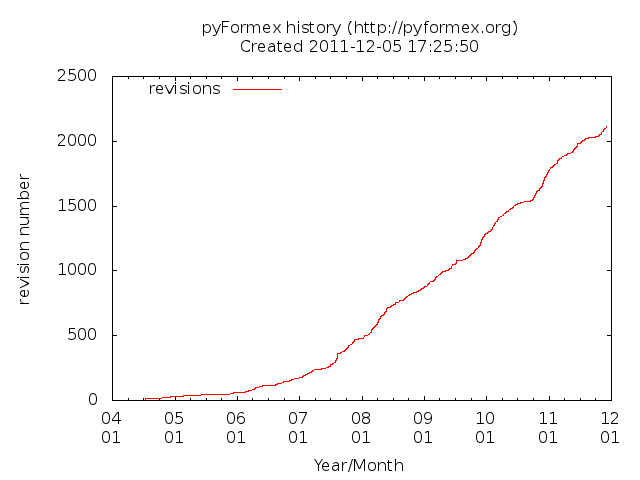 pyFormex history (http://pyformex.org)
Created 2011-12-05 17:25:50
revisions
revision number
2500
2000
1500
1000
500
0
04 05 06 07 08 09 10 11 12
01 01 01 01 01 01 01 01 01
Year/Month